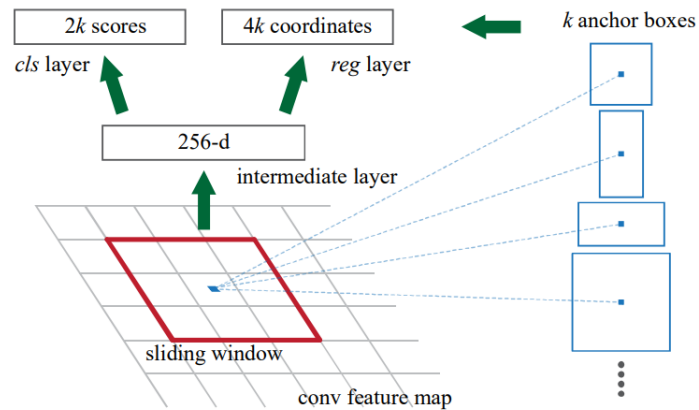 2k scores
4k coordinates
k anchor boxes
cls layer
reg layer
256-d
intermediate layer
sliding window
conv feature map